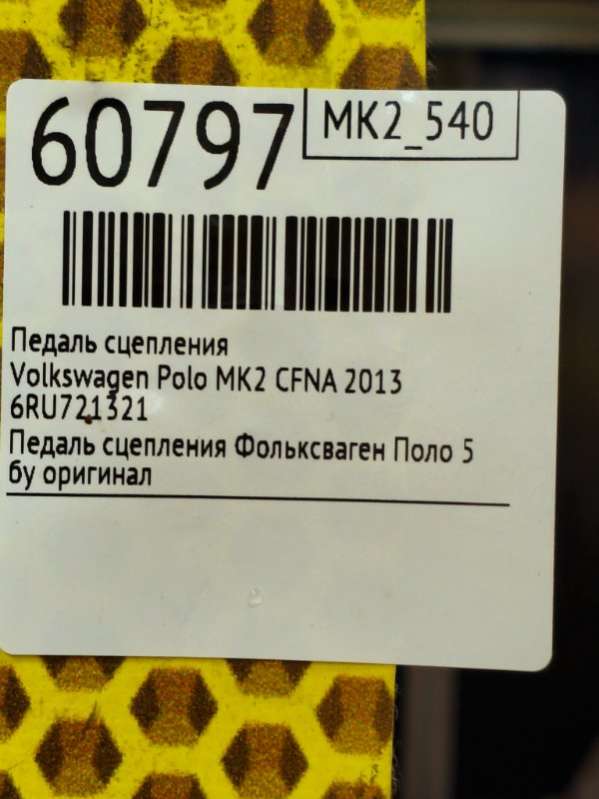 60797
MK2_540
Педаль сцепления
Volkswagen Polo MK2 CFNA 2013
6RU721321
Педаль сцепления Фольксваген Поло 5
бу оригинал